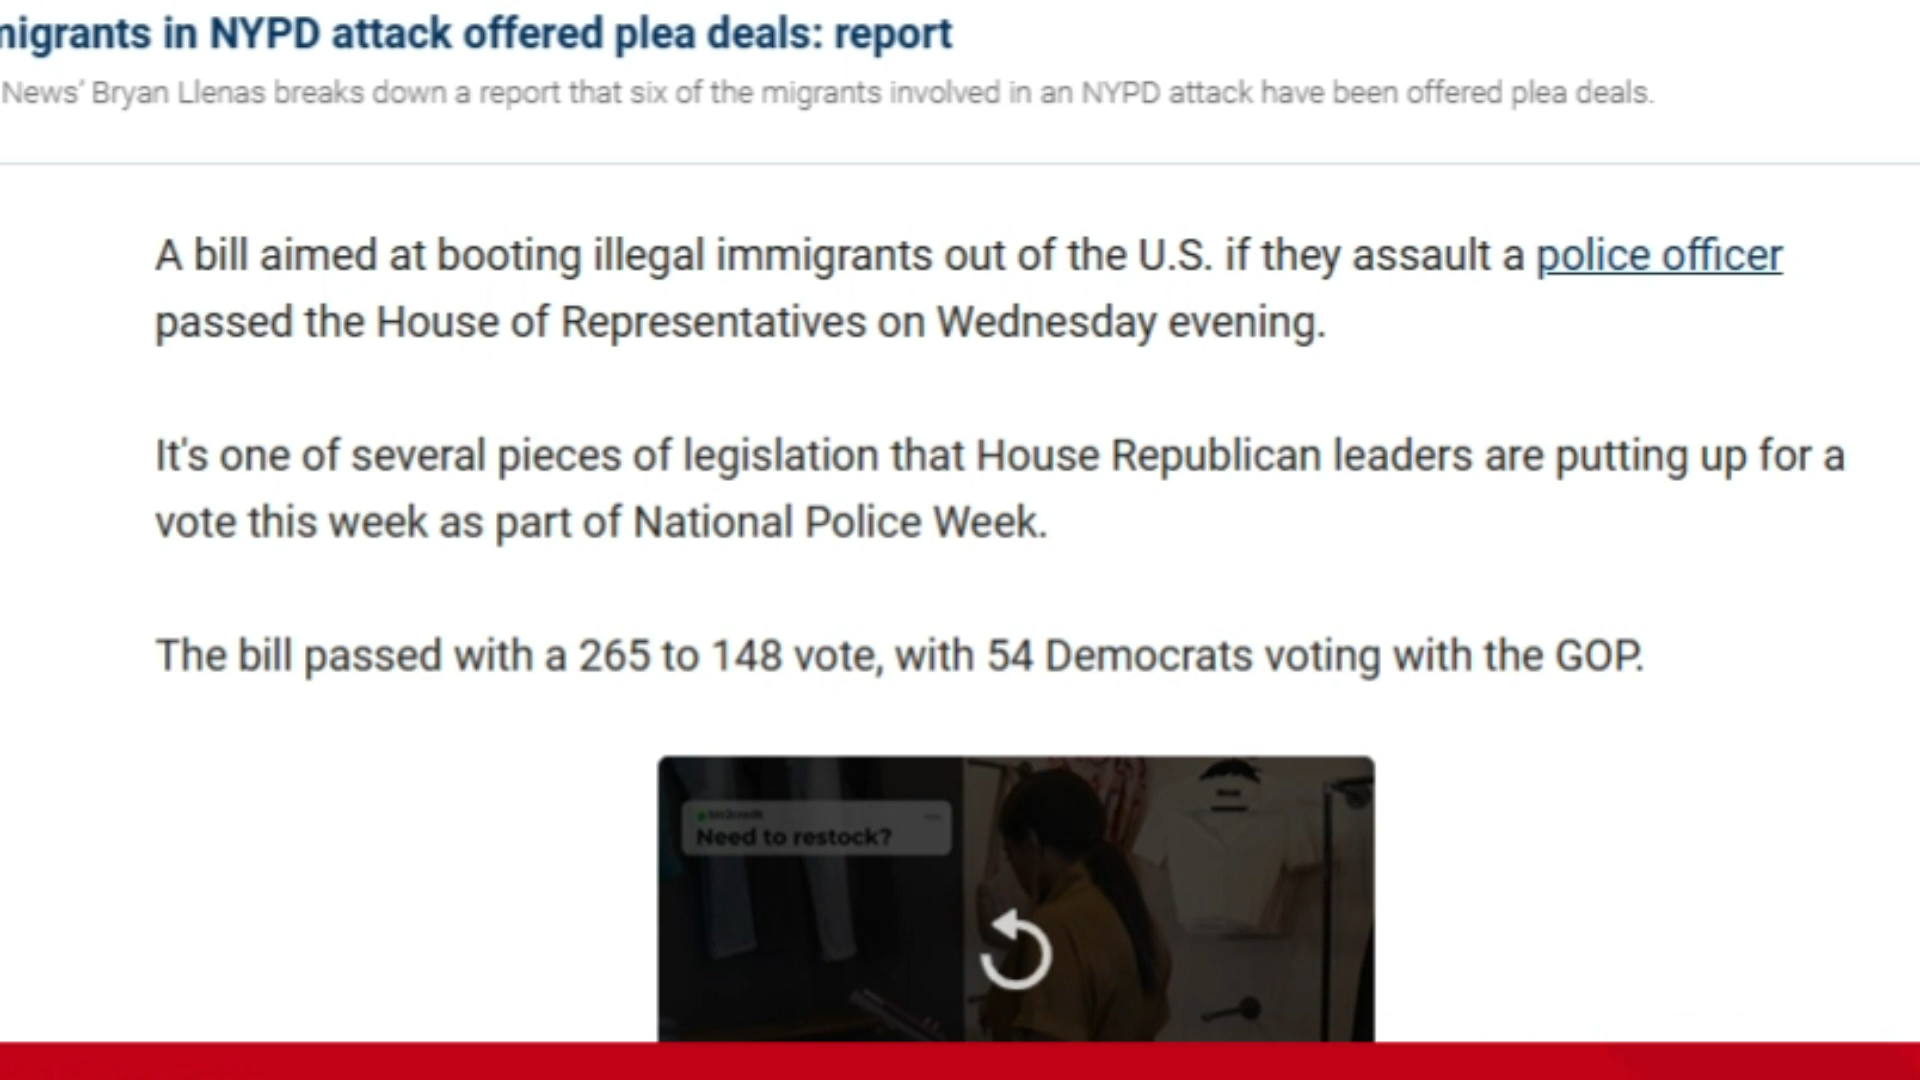 migrants in NYPD attack offered plea deals: report
News' Bryan Llenas breaks down a report that six of the migrants involved in an NYPD attack have been offered plea deals.
A bill aimed at booting illegal immigrants out of the U.S. if they assault a police officer
passed the House of Representatives on Wednesday evening.
It's one of several pieces of legislation that House Republican leaders are putting up for a
vote this week as part of National Police Week.
The bill passed with a 265 to 148 vote, with 54 Democrats voting with the GOP.
Need to restock?